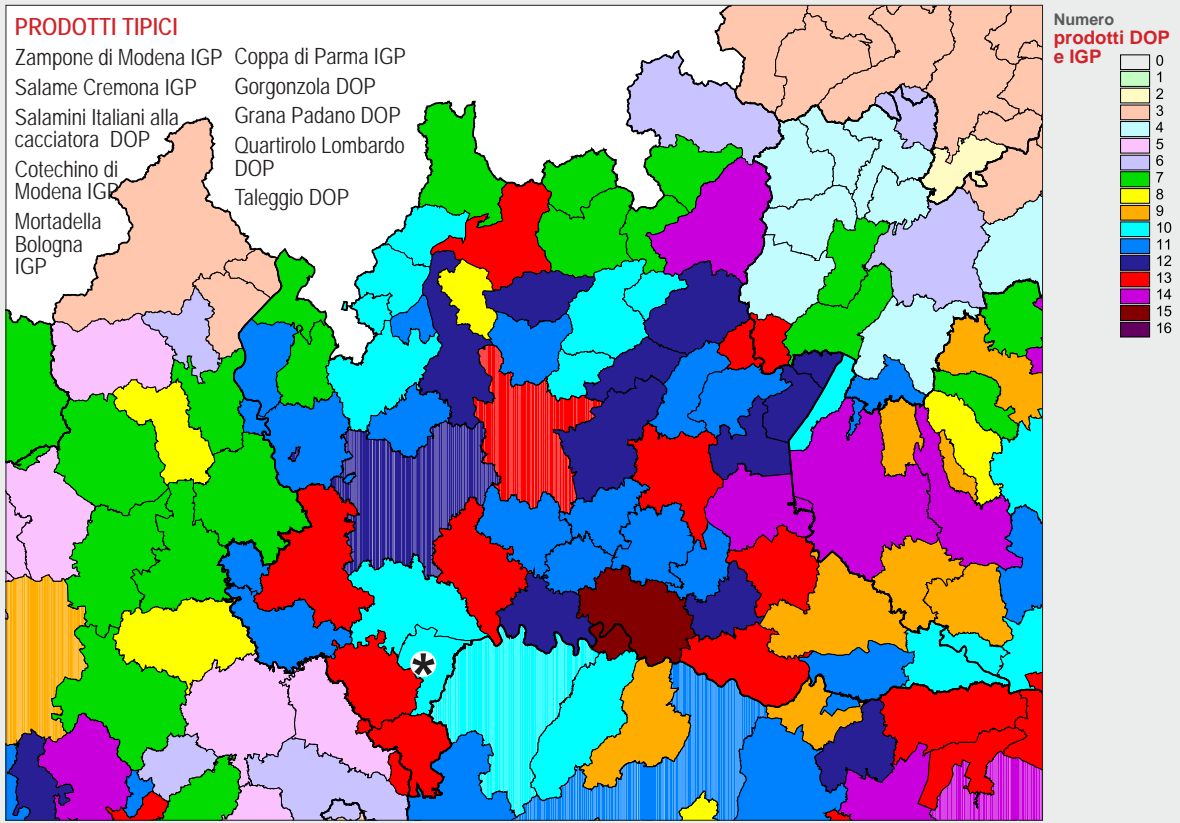 PRODOTTI TIPICI
Zampone di Modena IGP
Salame Cremona IGP
Salamini Italiani alla
cacciatora DOP
Cotechino di
Modena IGP
Mortadella
Bologna
IGP
Coppa di Parma IGP
Gorgonzola DOP
Grana Padano DOP
Quartirolo Lombardo
DOP
Taleggio DOP
*
Numero
prodotti DOP
e IGP
0
1
2
3
4
5
6
7
8
9
10
11
12
13
14
15
16